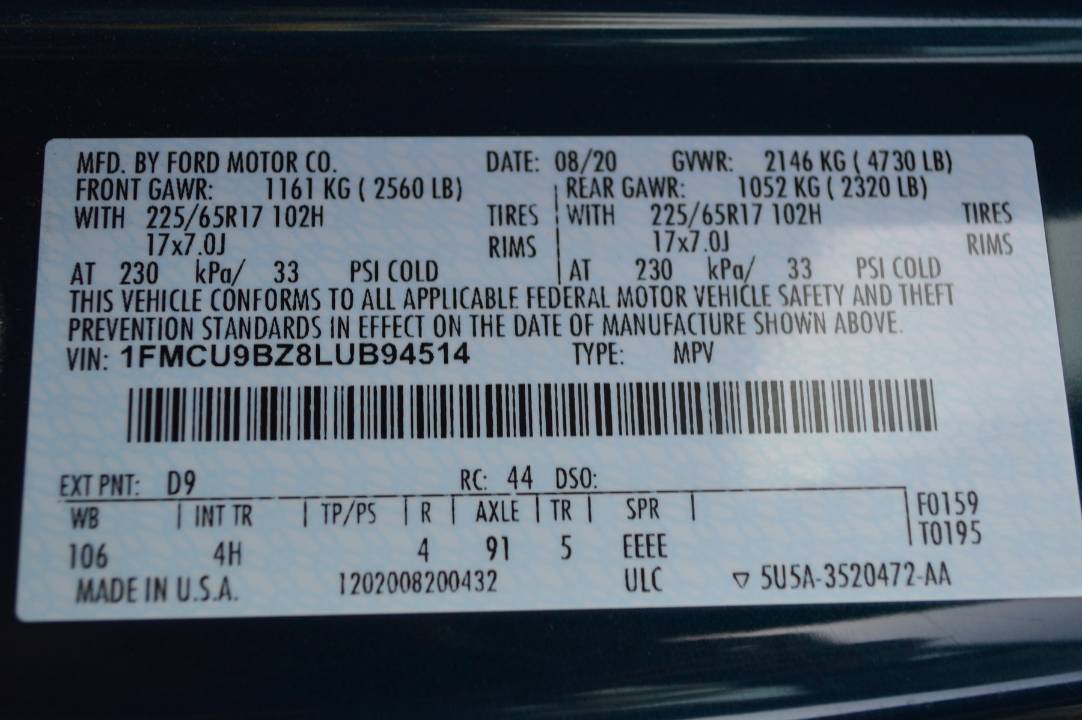 MFD. BY FORD MOTOR CO. DATE: 08/20 GVWR: 2146 KG ( 4730 LB)
FRONT GAWR: 1161 KG ( 2560 LB) REAR GAWR: 1052 KG ( 2320 LB)
WITH 225/65R17 102H TIRES WITH 225/65R17 102H TIRES
17x7.0J RIMS 17x7.0J RIMS
AT 230 kPa/ 33 PSI COLD AT 230 kPa/ 33 PSI COLD
THIS VEHICLE CONFORMS TO ALL APPLICABLE FEDERAL MOTOR VEHICLE SAFETY AND THEFT
PREVENTION STANDARDS IN EFFECT ON THE DATE OF MANUFACTURE SHOWN ABOVE.
VIN: 1FMCU9BZ8LUB94514 TYPE: MPV
EXT PNT: D9 RC: 44 DSO:
WB INT TR TP/PS R AXLE TR SPR F0159
T0195
106 4H 4 91 5 EEEE
MADE IN U.S.A. 1202008200432 ULC ▽ 5U5A-3520472-AA